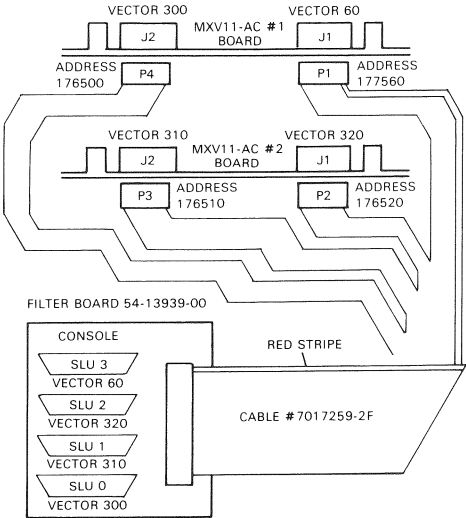 VECTOR 300
MXV11-AC #1
BOARD
VECTOR 60
J2
J1
ADDRESS
176500
P4
P1
ADDRESS
177560
VECTOR 310
MXV11-AC #2
BOARD
VECTOR 320
J2
J1
P3
ADDRESS
176510
P2
ADDRESS
176520
FILTER BOARD 54-13939-00
CONSOLE
SLU 3
VECTOR 60
SLU 2
VECTOR 320
SLU 1
VECTOR 310
SLU 0
VECTOR 300
RED STRIPE
CABLE #7017259-2F